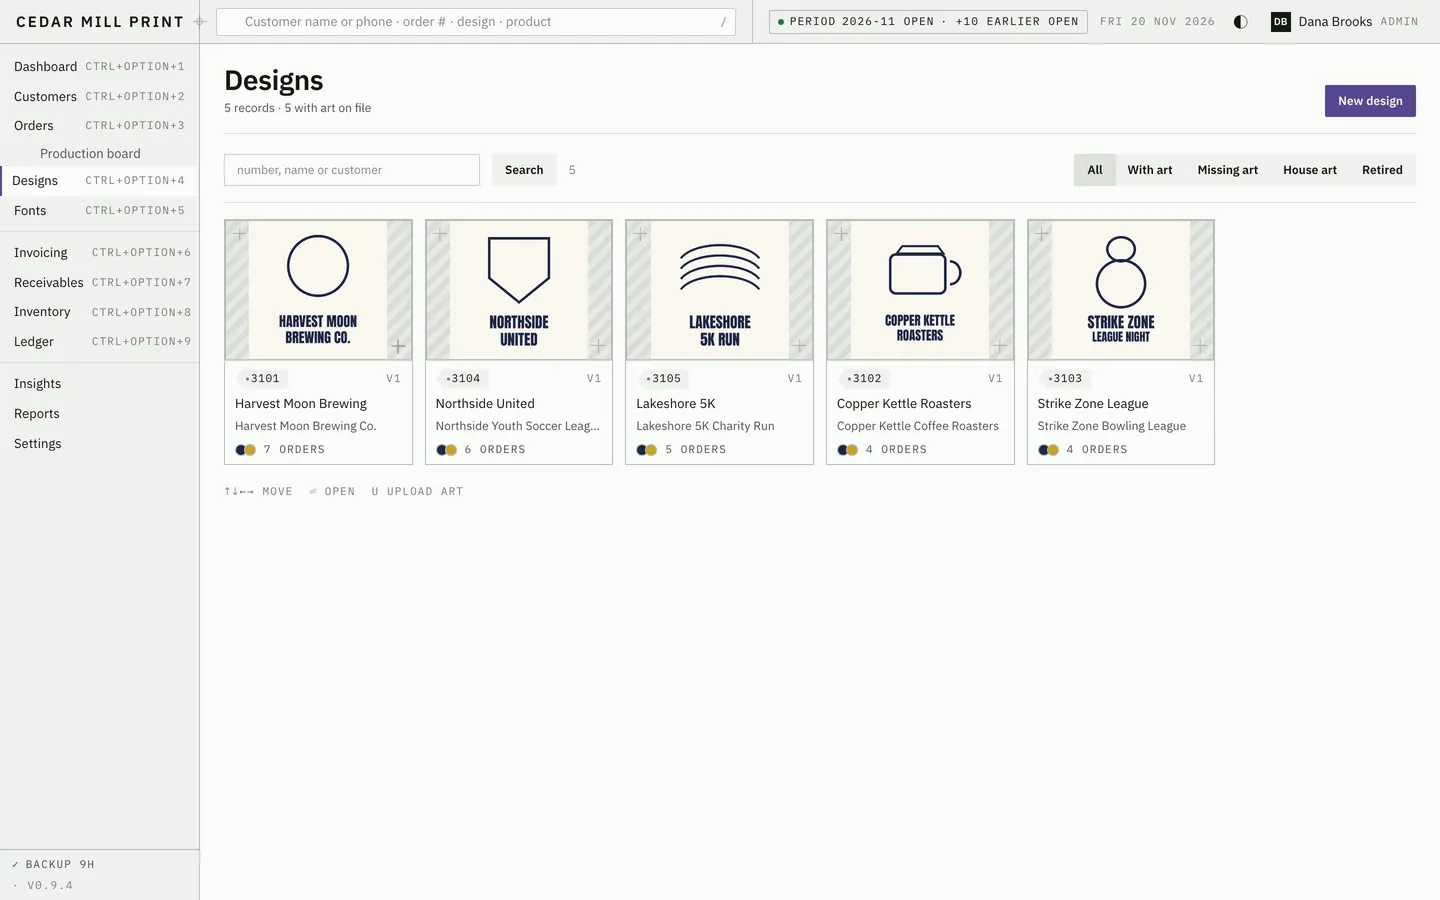 CEDAR MILL PRINT
Customer name or phone · order # · design · product /
PERIOD 2026-11 OPEN · +10 EARLIER OPEN
FRI 20 NOV 2026
DB Dana Brooks ADMIN
Dashboard CTRL+OPTION+1
Customers CTRL+OPTION+2
Orders CTRL+OPTION+3
Production board
Designs CTRL+OPTION+4
Fonts CTRL+OPTION+5
Invoicing CTRL+OPTION+6
Receivables CTRL+OPTION+7
Inventory CTRL+OPTION+8
Ledger CTRL+OPTION+9
Insights
Reports
Settings
✓ BACKUP 9H
· V0.9.4
Designs
5 records · 5 with art on file
New design
number, name or customer
Search
5
All
With art
Missing art
House art
Retired
HARVEST MOON
BREWING CO.
3101 V1
Harvest Moon Brewing
Harvest Moon Brewing Co.
7 ORDERS
NORTHSIDE
UNITED
3104 V1
Northside United
Northside Youth Soccer Leag...
6 ORDERS
LAKESHORE
5K RUN
3105 V1
Lakeshore 5K
Lakeshore 5K Charity Run
5 ORDERS
COPPER KETTLE
ROASTERS
3102 V1
Copper Kettle Roasters
Copper Kettle Coffee Roasters
4 ORDERS
STRIKE ZONE
LEAGUE NIGHT
3103 V1
Strike Zone League
Strike Zone Bowling League
4 ORDERS
↑↓←→ MOVE ⏎ OPEN U UPLOAD ART